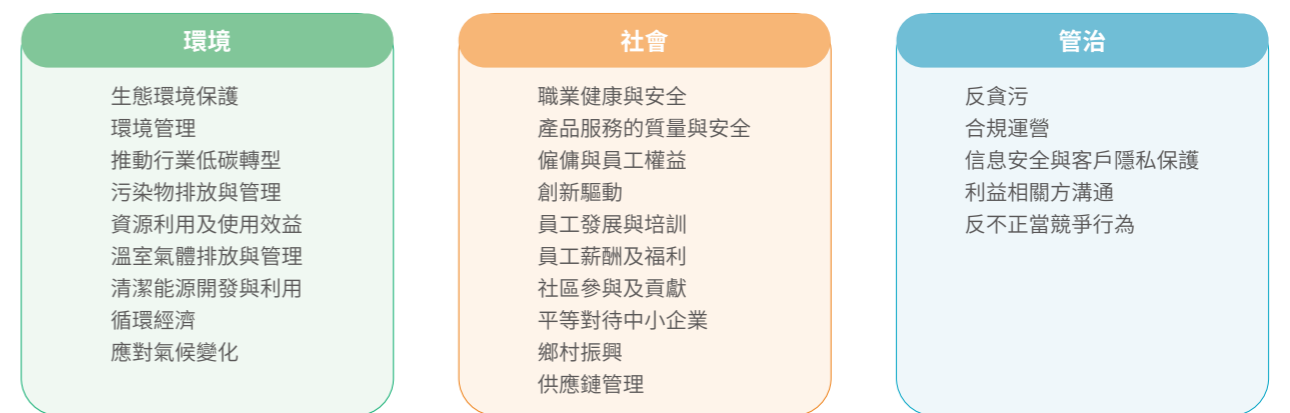 環境
生態環境保護
環境管理
推動行業低碳轉型
污染物排放與管理
資源利用及使用效益
溫室氣體排放與管理
清潔能源開發與利用
循環經濟
應對氣候變化
社會
職業健康與安全
產品服務的質量與安全
僱傭與員工權益
創新驅動
員工發展與培訓
員工薪酬及福利
社區參與及貢獻
平等對待中小企業
鄉村振興
供應鏈管理
管治
反貪污
合規運營
信息安全與客戶隱私保護
利益相關方溝通
反不正當競爭行為